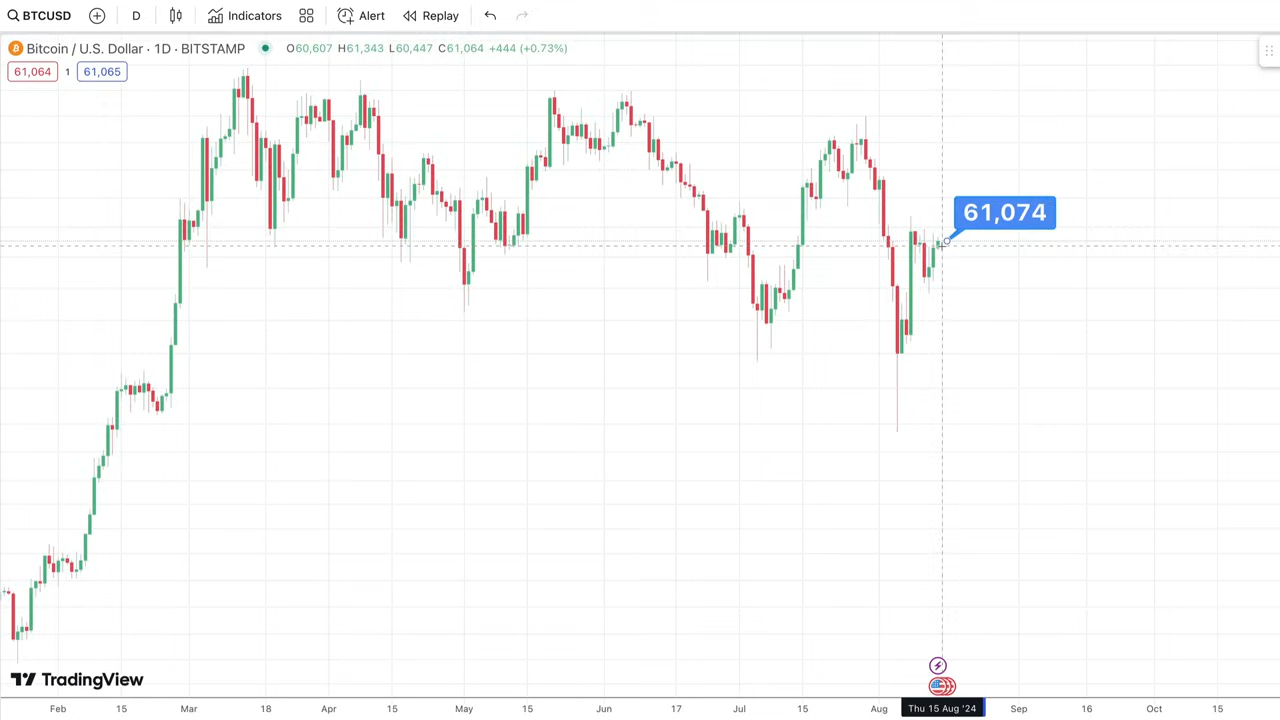 BTCUSD D Indicators Alert Replay
Bitcoin / U.S. Dollar · 1D · BITSTAMP O60,607 H61,343 L60,447 C61,064 +444 (+0.73%)
61,064 1 61,065
61,074
TradingView
Feb 15 Mar 18 Apr 15 May 15 Jun 17 Jul 15 Aug Thu 15 Aug '24 Sep 16 Oct 15